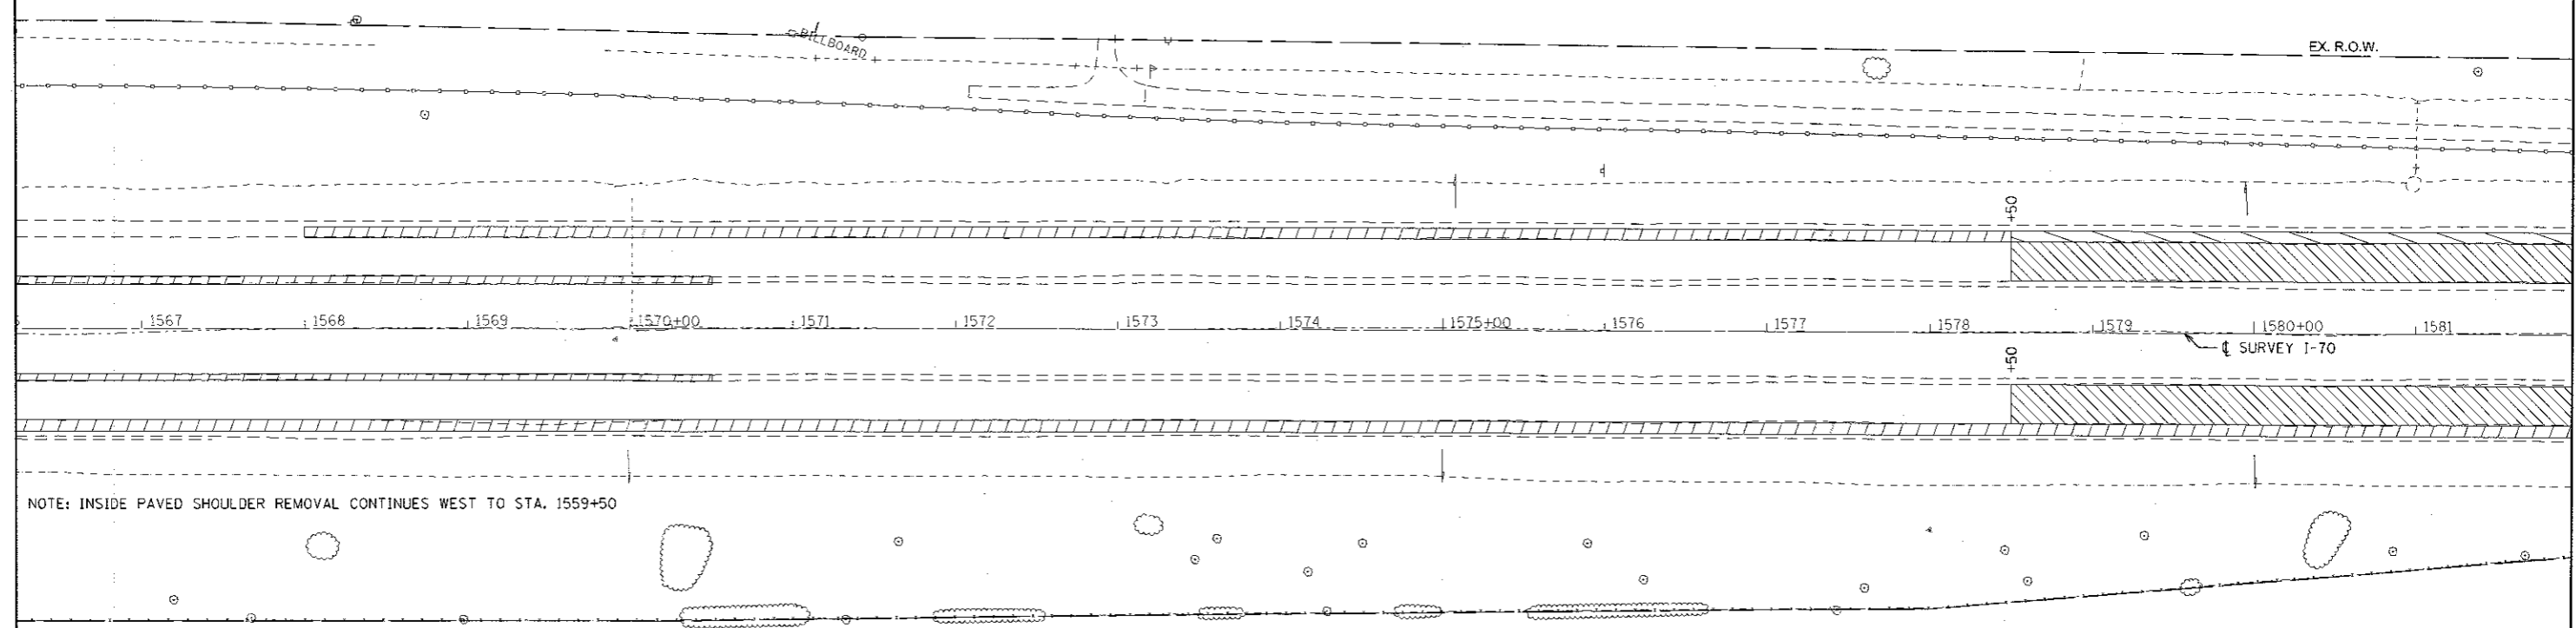 BILLBOARD
EX. R.O.W.
+50
1567 1568 1569 1570+00 1571 1572 1573 1574 1575+00 1576 1577 1578 1579 1580+00 1581
+50
℄ SURVEY I-70
NOTE: INSIDE PAVED SHOULDER REMOVAL CONTINUES WEST TO STA. 1559+50